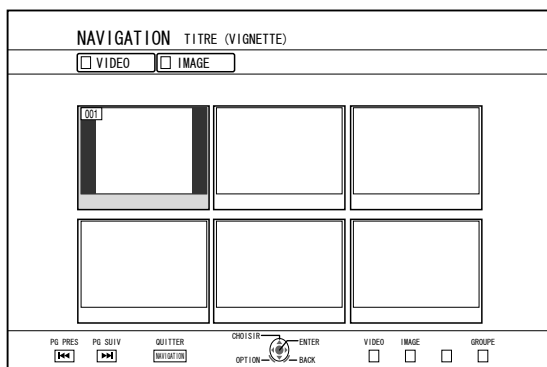 NAVIGATION TITRE (VIGNETTE)
VIDEO IMAGE
001
CHOISIR
PG PRES PG SUIV QUITTER ENTER VIDEO IMAGE GROUPE
NAVIGATION
OPTION BACK